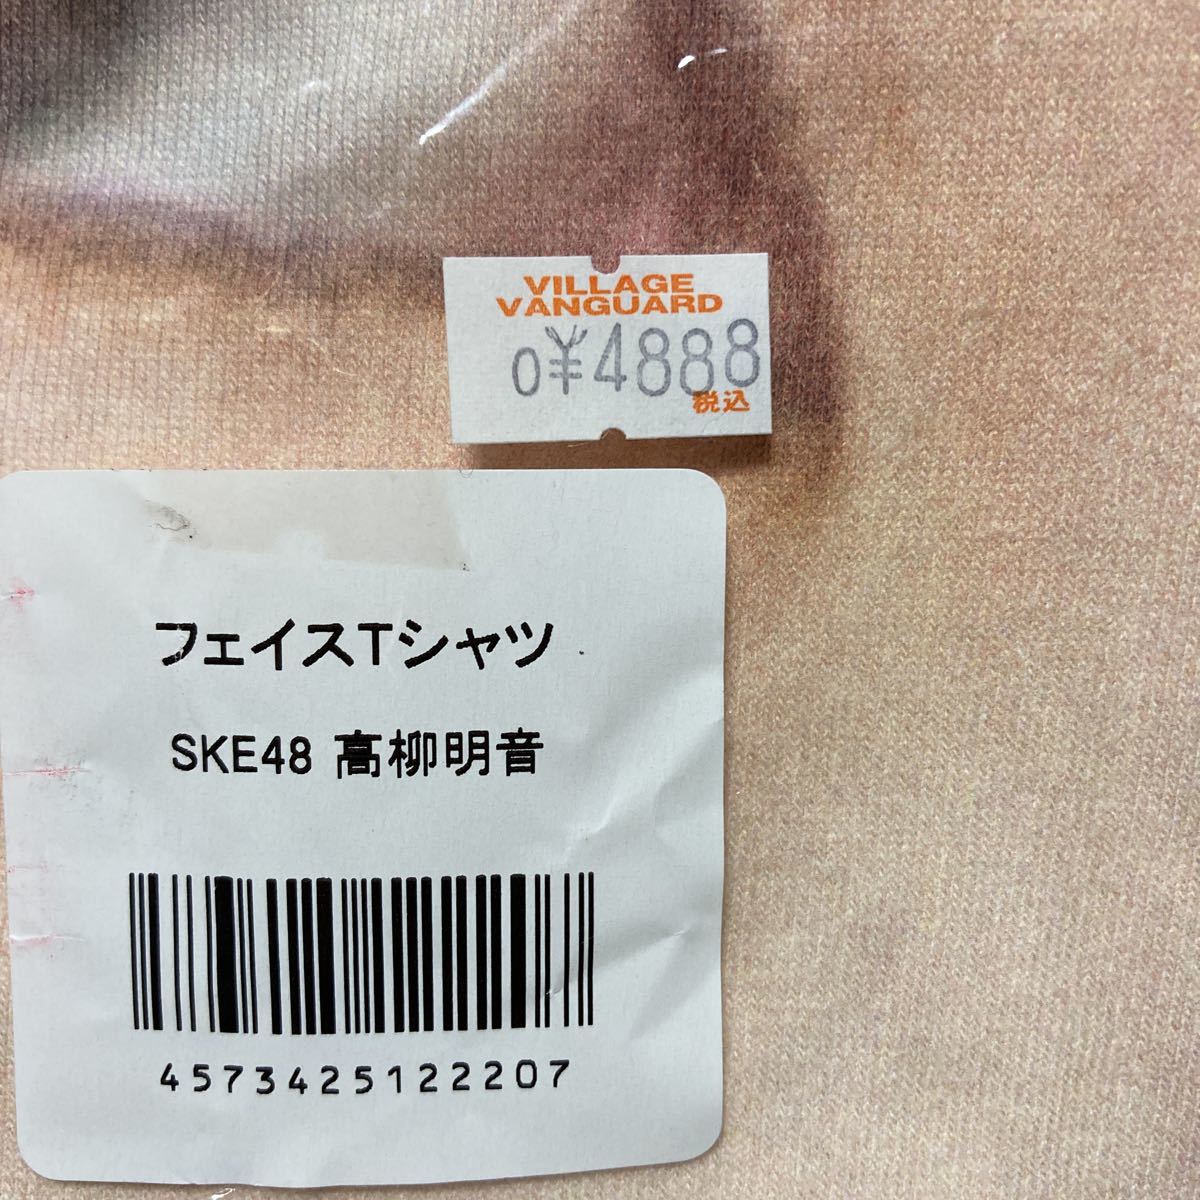 VILLAGE
VANGUARD
0¥4888
税込
フェイスTシャツ
SKE48 高柳明音
4573425122207